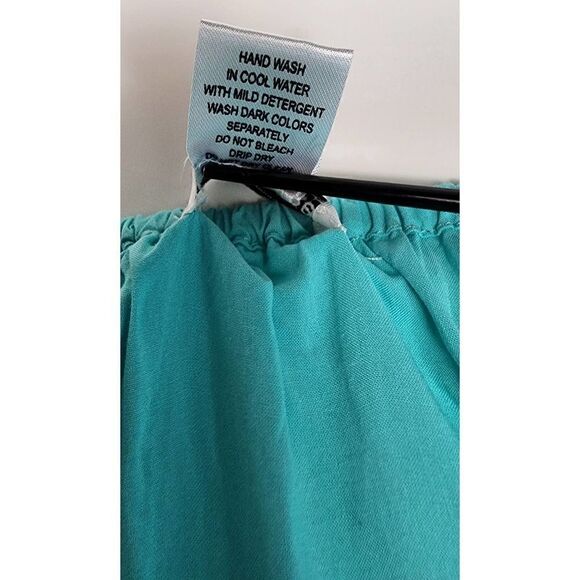 HAND WASH
IN COOL WATER
WITH MILD DETERGENT
WASH DARK COLORS
SEPARATELY
DO NOT BLEACH
DRIP DRY